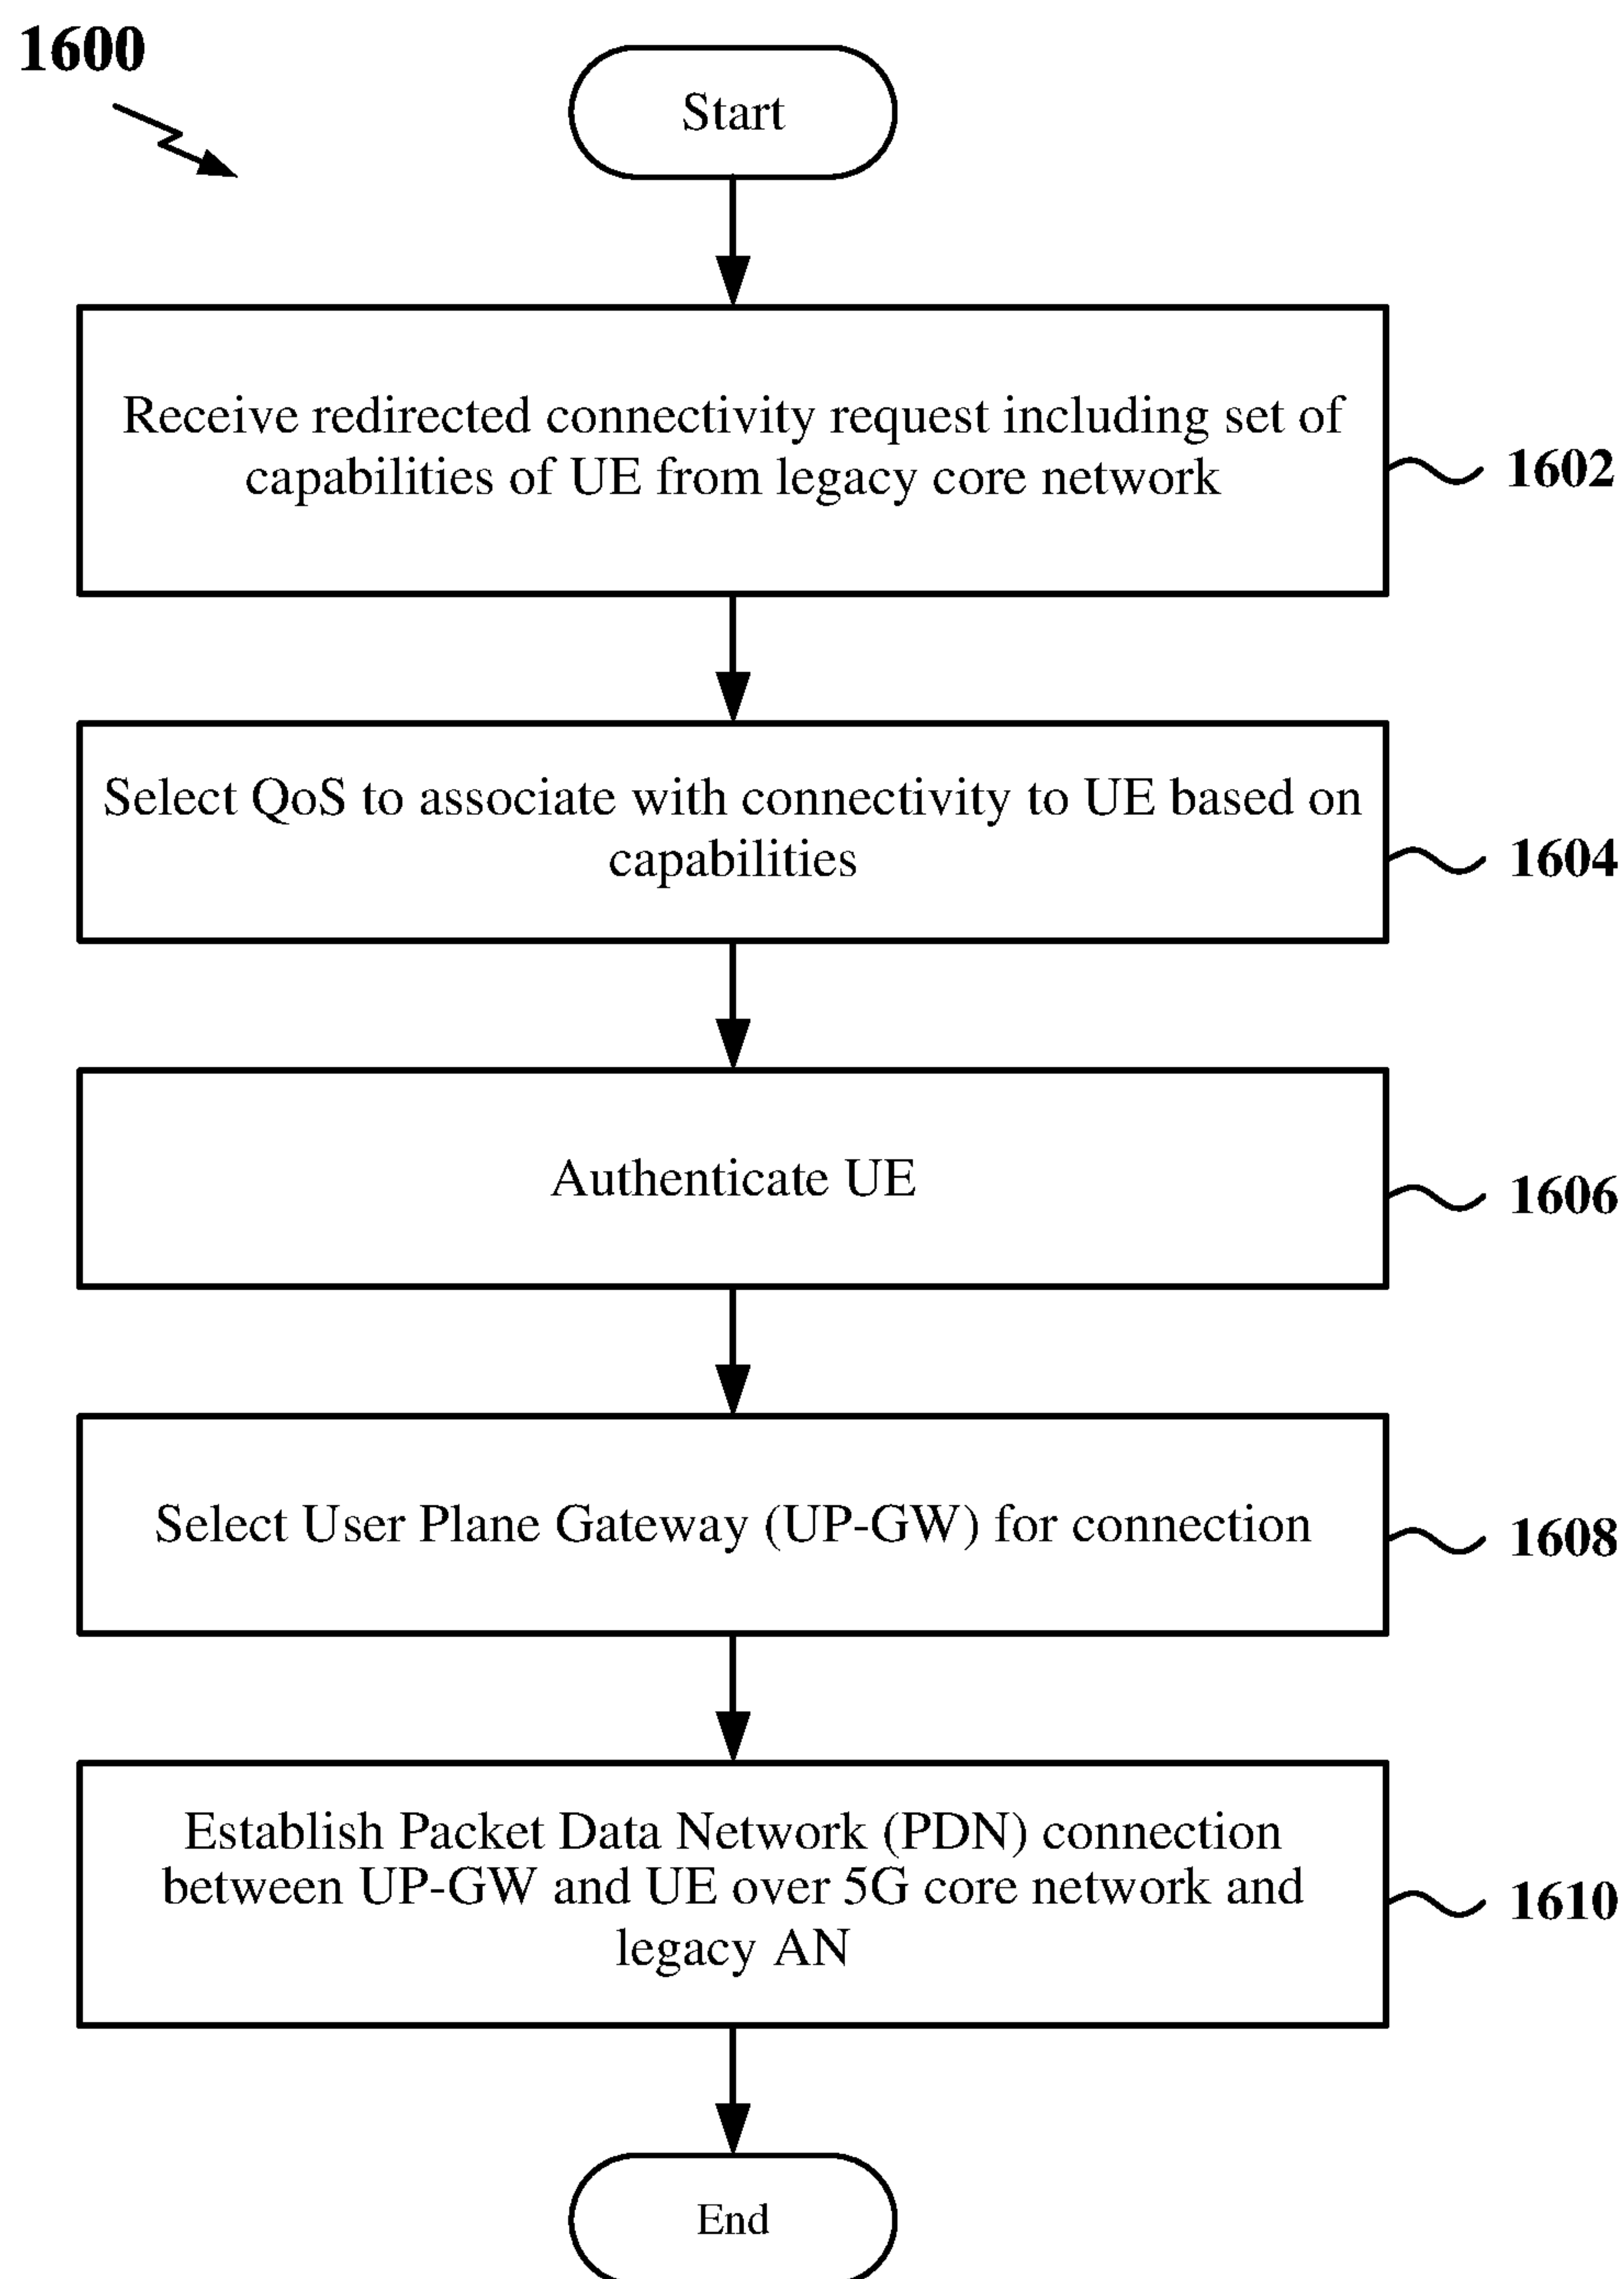 1600
Start
Receive redirected connectivity request including set of
capabilities of UE from legacy core network
1602
Select QoS to associate with connectivity to UE based on
capabilities
1604
Authenticate UE
1606
Select User Plane Gateway (UP-GW) for connection
1608
Establish Packet Data Network (PDN) connection
between UP-GW and UE over 5G core network and
legacy AN
1610
End